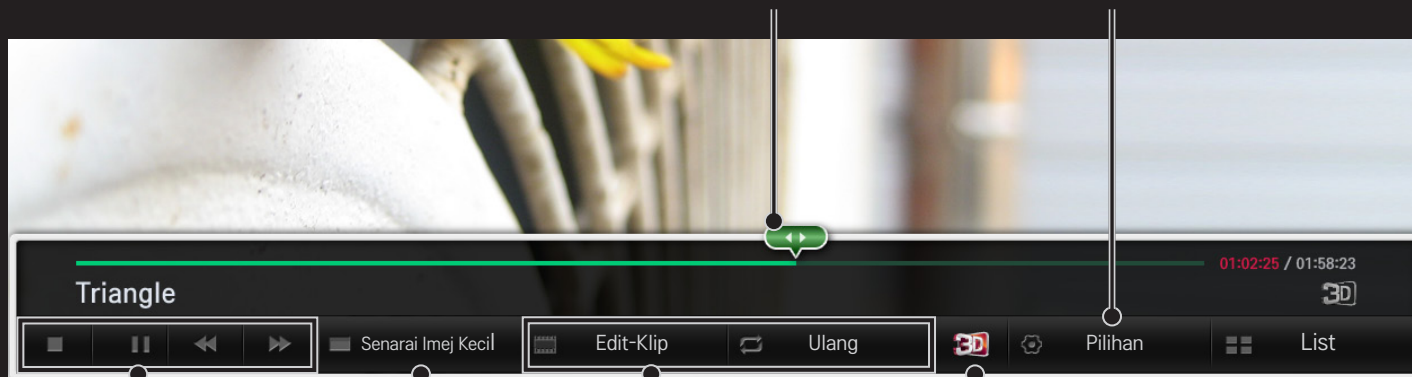 01:02:25 / 01:58:23
Triangle
3D
Senarai Imej Kecil
Edit-Klip
Ulang
3D
Pilihan
List